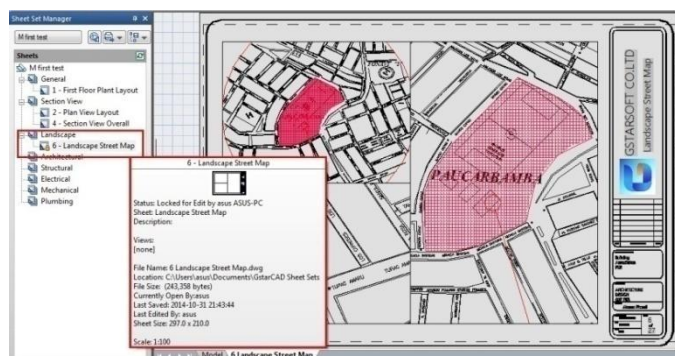 Sheet Set Manager
M first test
Sheets
M first test
General
1 - First Floor Plant Layout
Section View
2 - Plan View Layout
4 - Section View Overall
Landscape
6 - Landscape Street Map
Architectural
Structural
Electrical
Mechanical
Plumbing
6 - Landscape Street Map
Status: Locked for Edit by asus ASUS-PC
Sheet: Landscape Street Map
Description:
Views:
[none]
File Name: 6 Landscape Street Map.dwg
Location: C:\Users\asus\Documents\GstarCAD Sheet Sets
File Size: (243,358 bytes)
Currently Open By:asus
Last Saved: 2014-10-31 21:43:44
Last Edited By: asus
Sheet Size: 297.0 x 210.0
Scale: 1:100
PAUCARBAMBA
TUPAC AMARU
GSTARSOFT CO.LTD
Landscape Street Map
Model
6 Landscape Street Map